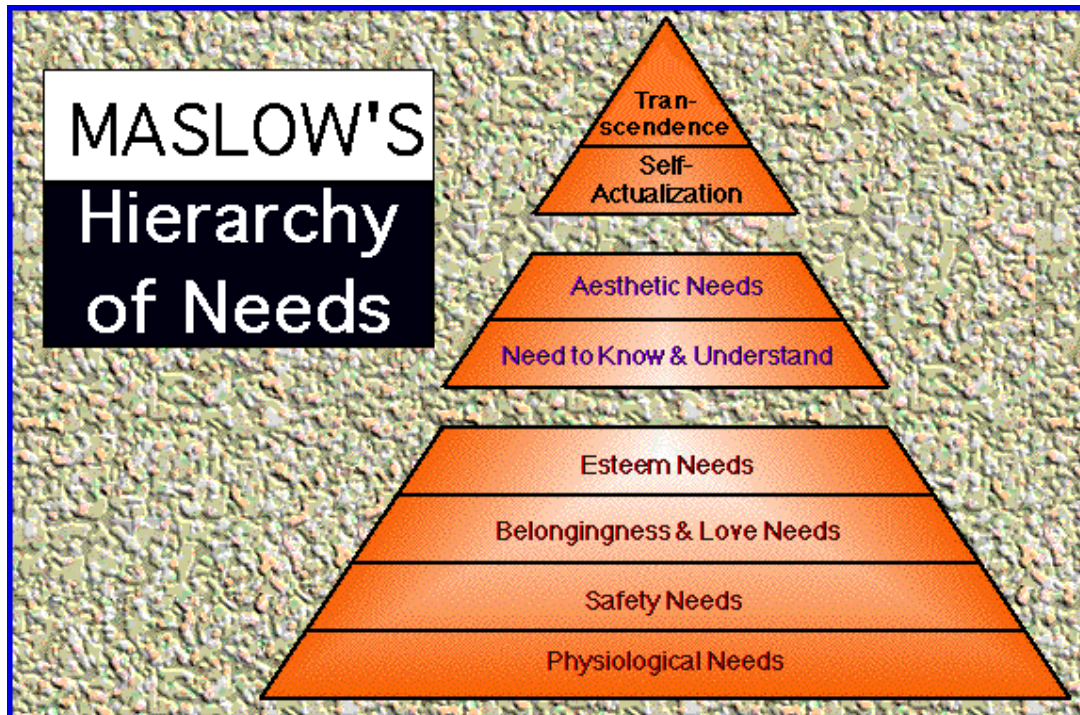 MASLOW'S
Hierarchy
of Needs
Tran-
scendence
Self-
Actualization
Aesthetic Needs
Need to Know & Understand
Esteem Needs
Belongingness & Love Needs
Safety Needs
Physiological Needs